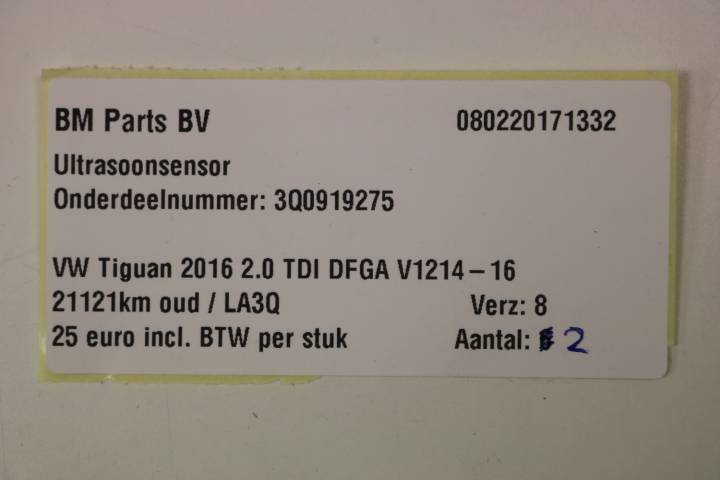 BM Parts BV 080220171332
Ultrasoonsensor
Onderdeelnummer: 3Q0919275
VW Tiguan 2016 2.0 TDI DFGA V1214-16
21121km oud / LA3Q Verz: 8
25 euro incl. BTW per stuk Aantal: 2